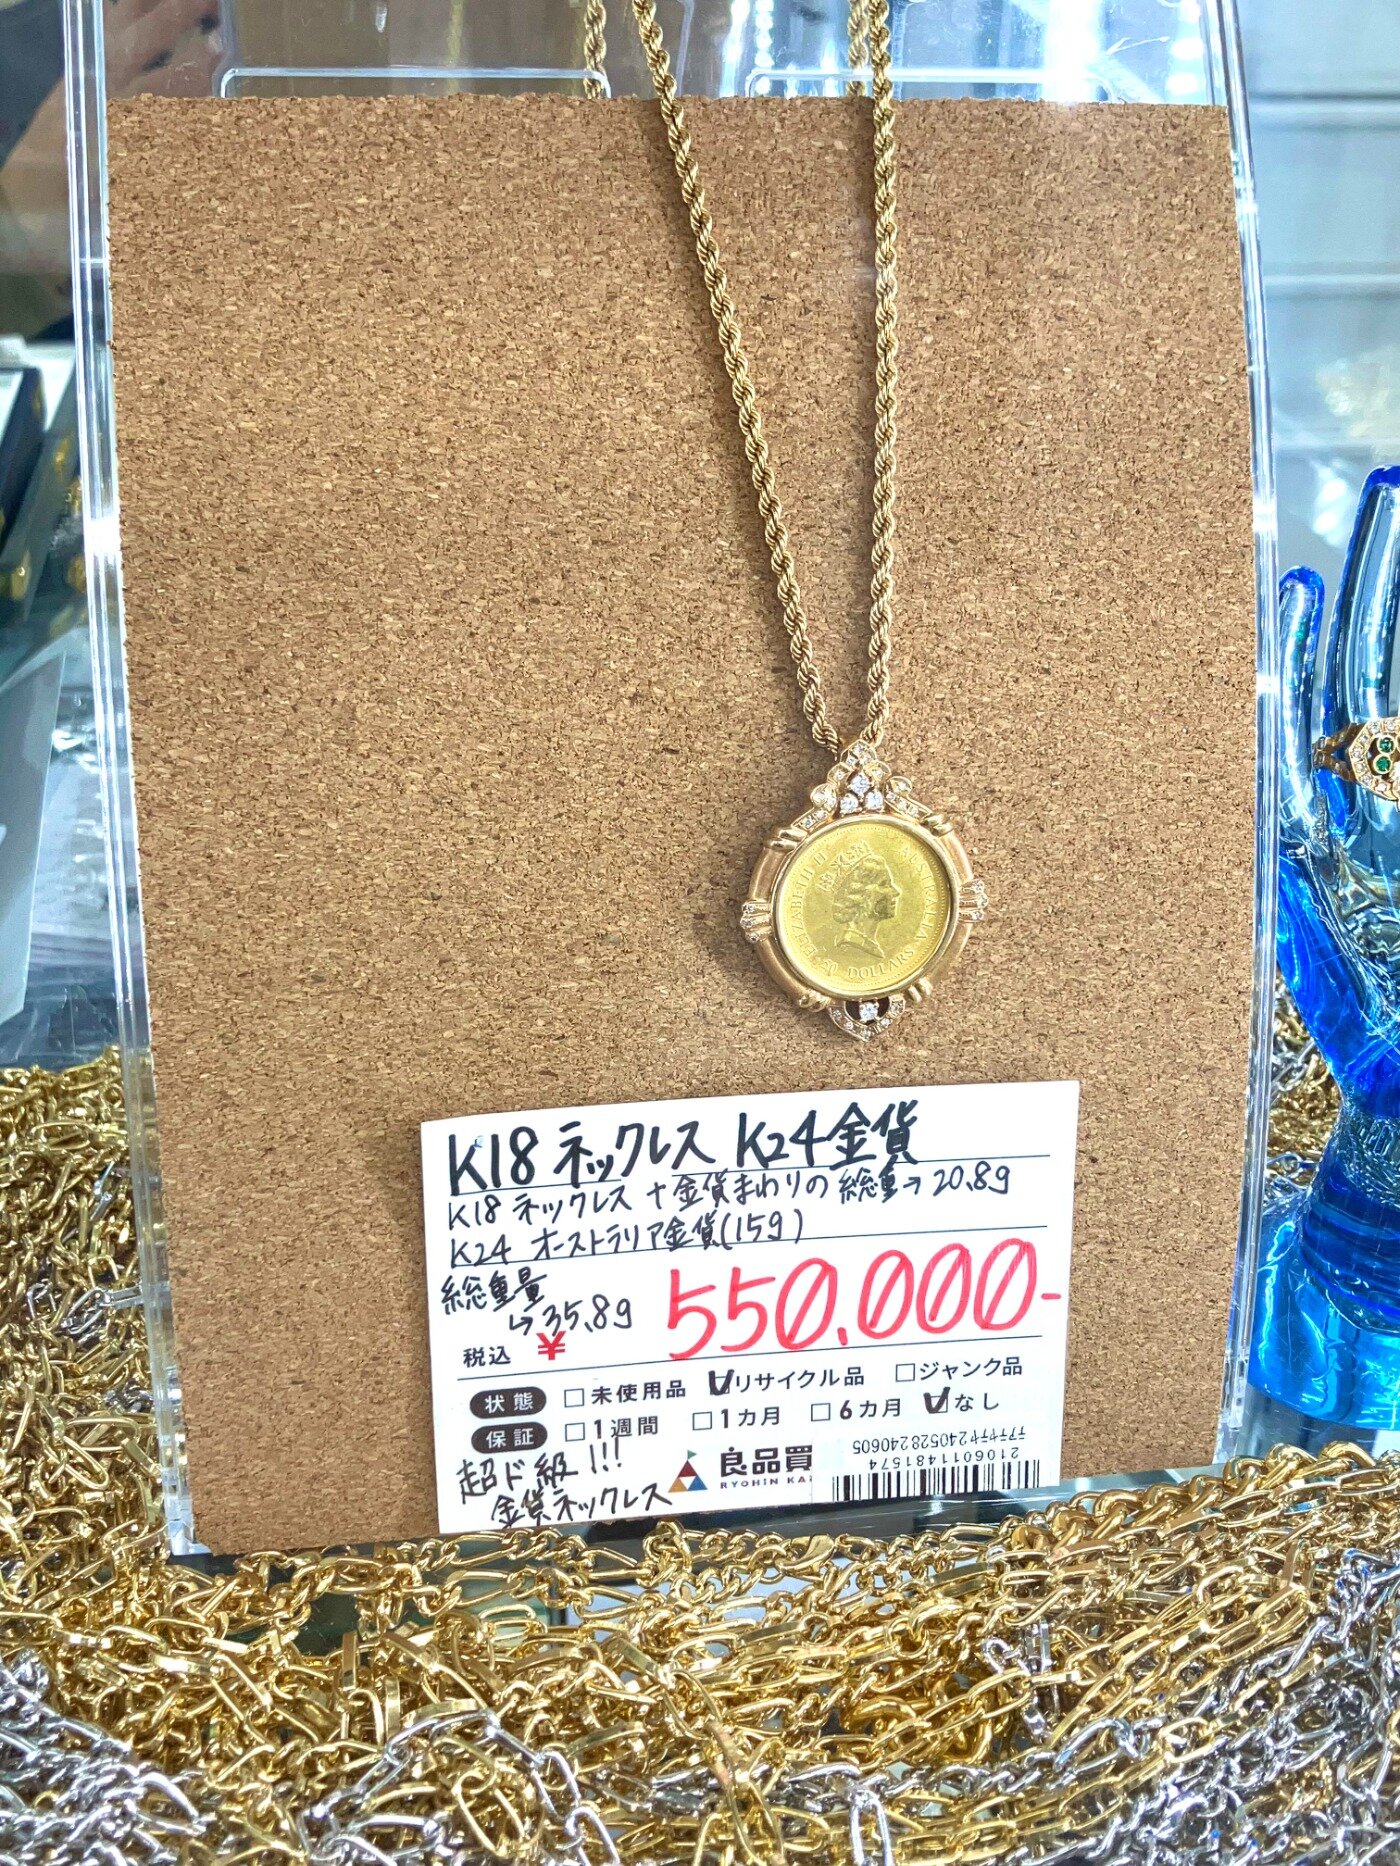 ELIZABETH II AUSTRALIA 50 DOLLARS
K18 ネックレス K24金貨
K18 ネックレス + 金貨まわりの 総重→20.8g
K24 オーストラリア金貨(15g)
総重量
↳35.8g
税込 ¥ 550.000-
状態 □未使用品 ☑リサイクル品 □ジャンク品
保証 □1週間 □1カ月 □6カ月 ☑なし
超ド級!!!
金貨ネックレス
良品買
RYOHIN KA
2106011481574
240528240605